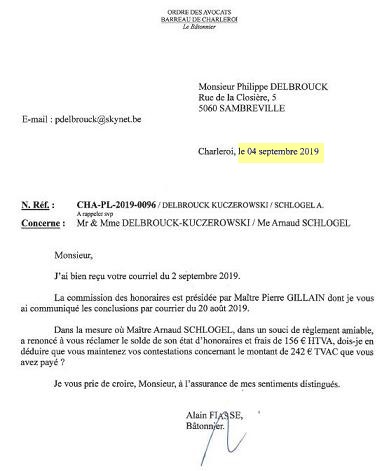 ORDRE DES AVOCATS
BARREAU DE CHARLEROI
Le Bâtonnier
Monsieur Philippe DELBROUCK
Rue de la Closière, 5
5060 SAMBREVILLE
E-mail : pdelbrouck@skynet.be
Charleroi, le 04 septembre 2019
N. Réf. : CHA-PL-2019-0096 / DELBROUCK KUCZEROWSKI / SCHLOGEL A.
A rappeler svp
Concerne : Mr & Mme DELBROUCK-KUCZEROWSKI / Me Arnaud SCHLOGEL
Monsieur,
J'ai bien reçu votre courriel du 2 septembre 2019.
La commission des honoraires est présidée par Maître Pierre GILLAIN dont je vous
ai communiqué les conclusions par courrier du 20 août 2019.
Dans la mesure où Maître Arnaud SCHLOGEL, dans un souci de règlement amiable,
a renoncé à vous réclamer le solde de son état d'honoraires et frais de 156 € HTVA, dois-je en
déduire que vous maintenez vos contestations concernant le montant de 242 € TVAC que vous
avez payé ?
Je vous prie de croire, Monsieur, à l'assurance de mes sentiments distingués.
Alain FIASSE,
Bâtonnier.